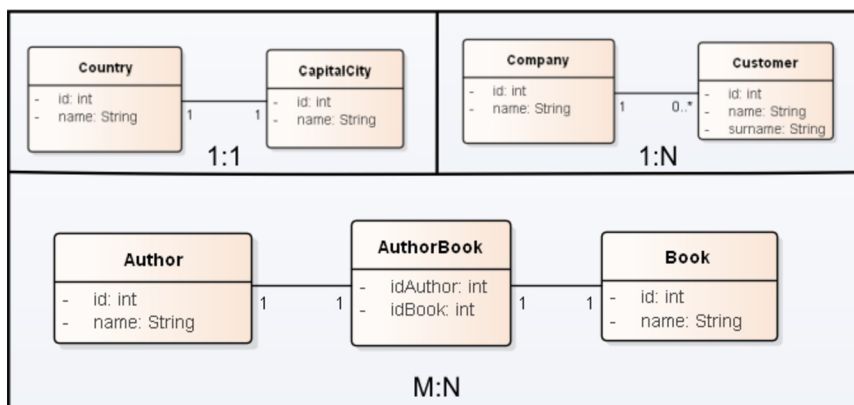 Country
- id: int
- name: String
1 1
CapitalCity
- id: int
- name: String
1:1
Company
- id: int
- name: String
1 0..*
Customer
- id: int
- name: String
- surname: String
1:N
Author
- id: int
- name: String
1 1
AuthorBook
- idAuthor: int
- idBook: int
1 1
Book
- id: int
- name: String
M:N